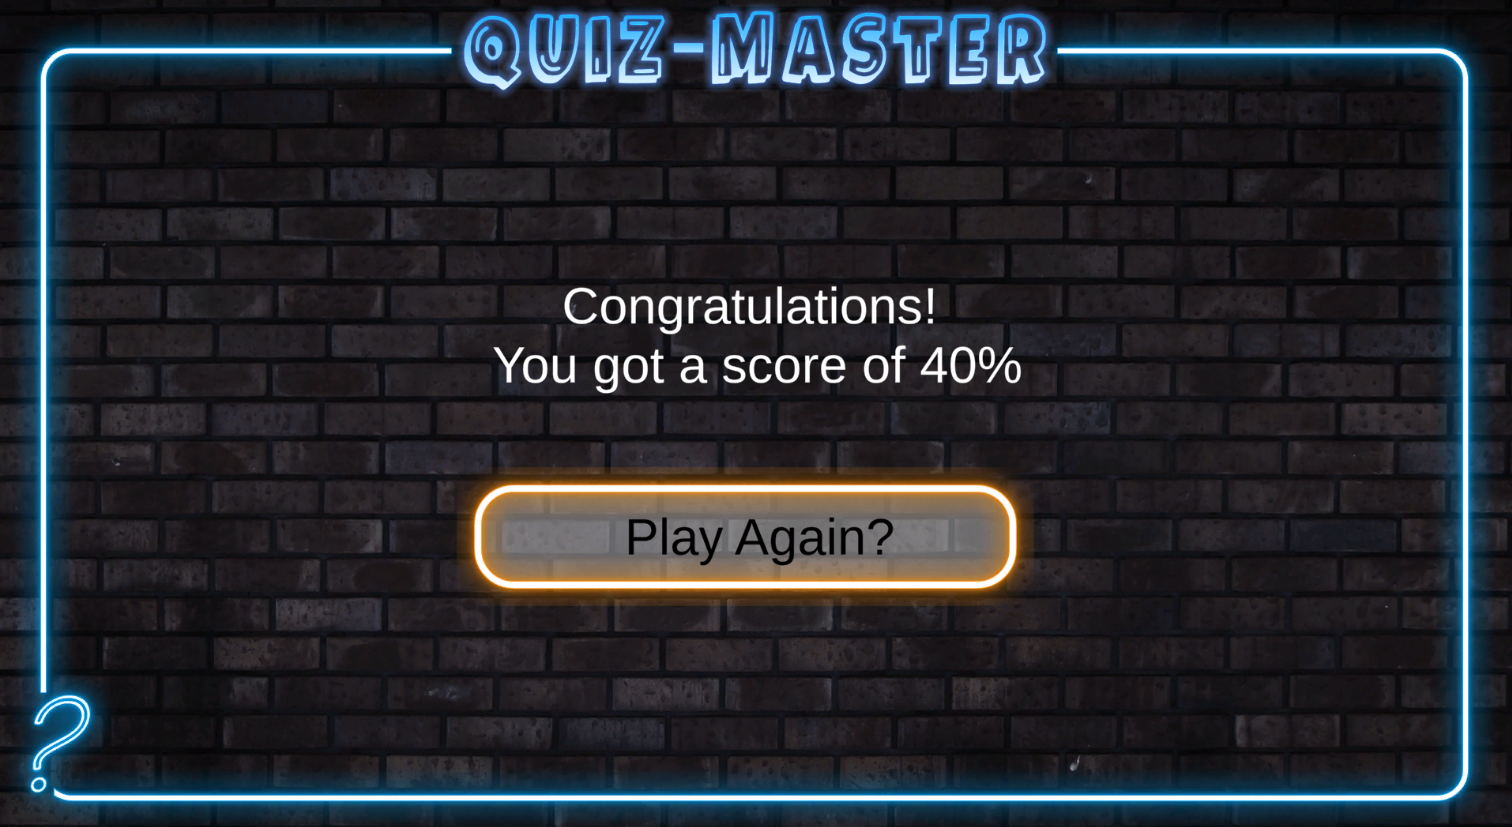 QUIZ-MASTER
Congratulations!
You got a score of 40%
Play Again?
?